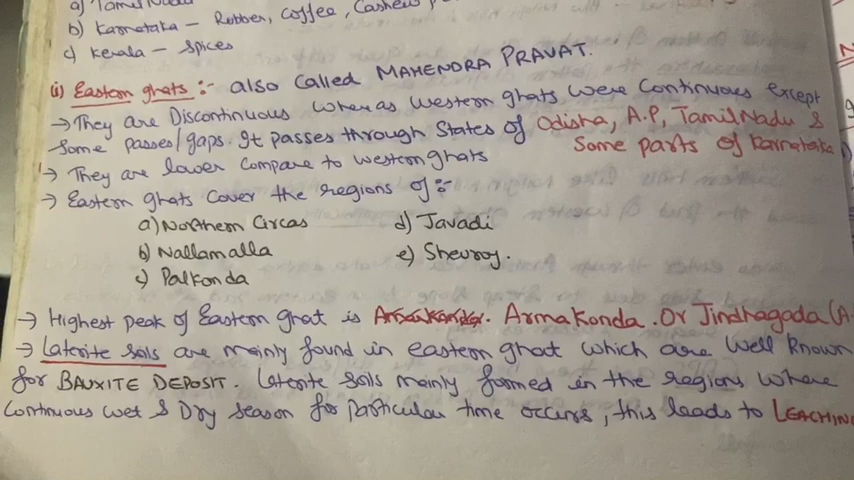 a) Tamil Nadu
b) Karnataka – Rubber, Coffee, Cashew
c) Kerala – Spices
(i) Eastern ghats :- also called MAHENDRA PRAVAT.
→ They are Discontinuous whereas Western ghats were Continuous except
Some passes/gaps. It passes through States of Odisha, A.P, Tamil Nadu &
Some parts of Karnataka
→ They are lower compare to western ghats
→ Eastern ghats Cover the regions of :-
a) Northern Circas d) Javadi
b) Nallamalla e) Shevroy.
c) Palkonda
→ Highest peak of Eastern ghat is Armakonda. Or Jindhagada (A
→ Laterite Soils are mainly found in eastern ghat which are Well known
for BAUXITE DEPOSIT. Laterite Soils mainly formed in the regions where
Continuous wet & Dry Season for particular time occurs, this leads to LEACHIN